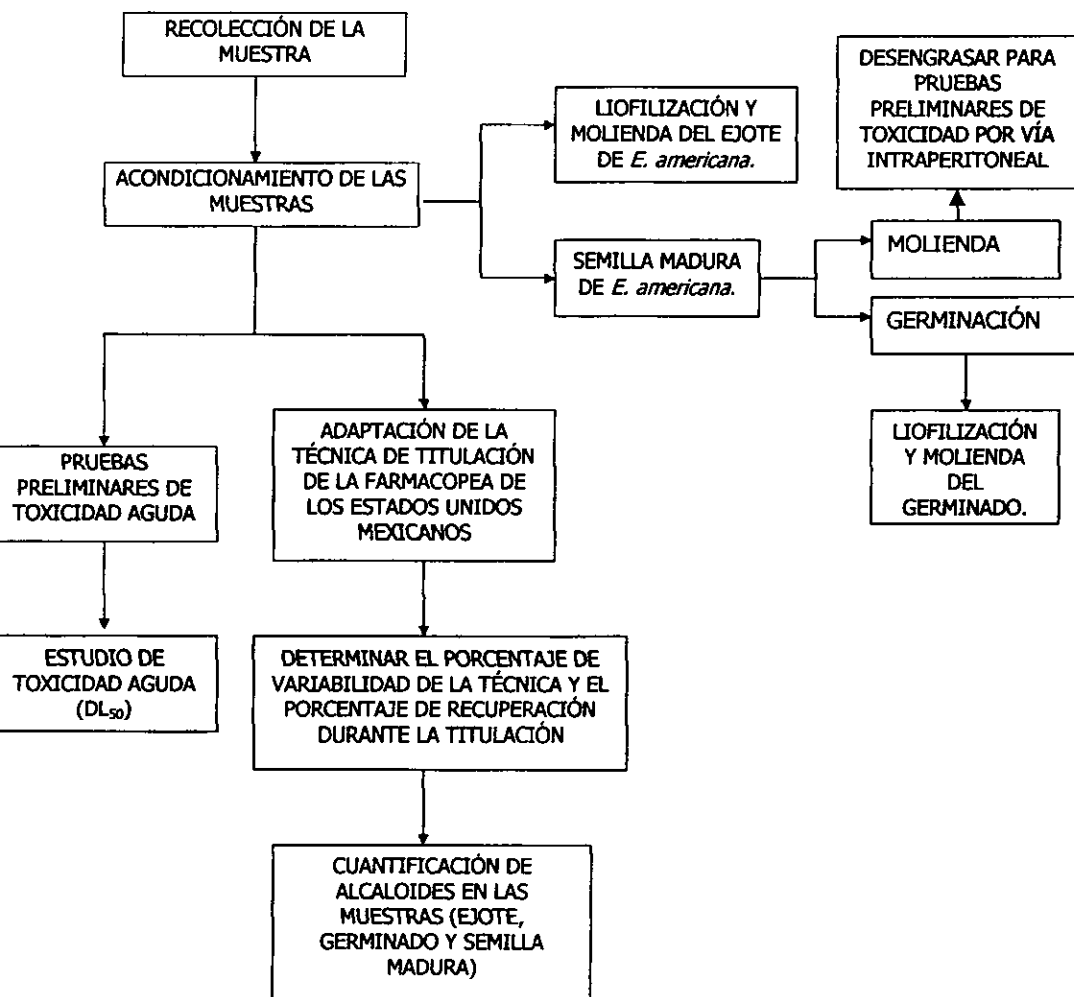 RECOLECCIÓN DE LA
MUESTRA
ACONDICIONAMIENTO DE LAS
MUESTRAS
LIOFILIZACIÓN Y
MOLIENDA DEL EJOTE
DE E. americana.
SEMILLA MADURA
DE E. americana.
DESENGRASAR PARA
PRUEBAS
PRELIMINARES DE
TOXICIDAD POR VÍA
INTRAPERITONEAL
MOLIENDA
GERMINACIÓN
LIOFILIZACIÓN
Y MOLIENDA
DEL
GERMINADO.
PRUEBAS
PRELIMINARES DE
TOXICIDAD AGUDA
ESTUDIO DE
TOXICIDAD AGUDA
(DL50)
ADAPTACIÓN DE LA
TÉCNICA DE TITULACIÓN
DE LA FARMACOPEA DE
LOS ESTADOS UNIDOS
MEXICANOS
DETERMINAR EL PORCENTAJE DE
VARIABILIDAD DE LA TÉCNICA Y EL
PORCENTAJE DE RECUPERACIÓN
DURANTE LA TITULACIÓN
CUANTIFICACIÓN DE
ALCALOIDES EN LAS
MUESTRAS (EJOTE,
GERMINADO Y SEMILLA
MADURA)